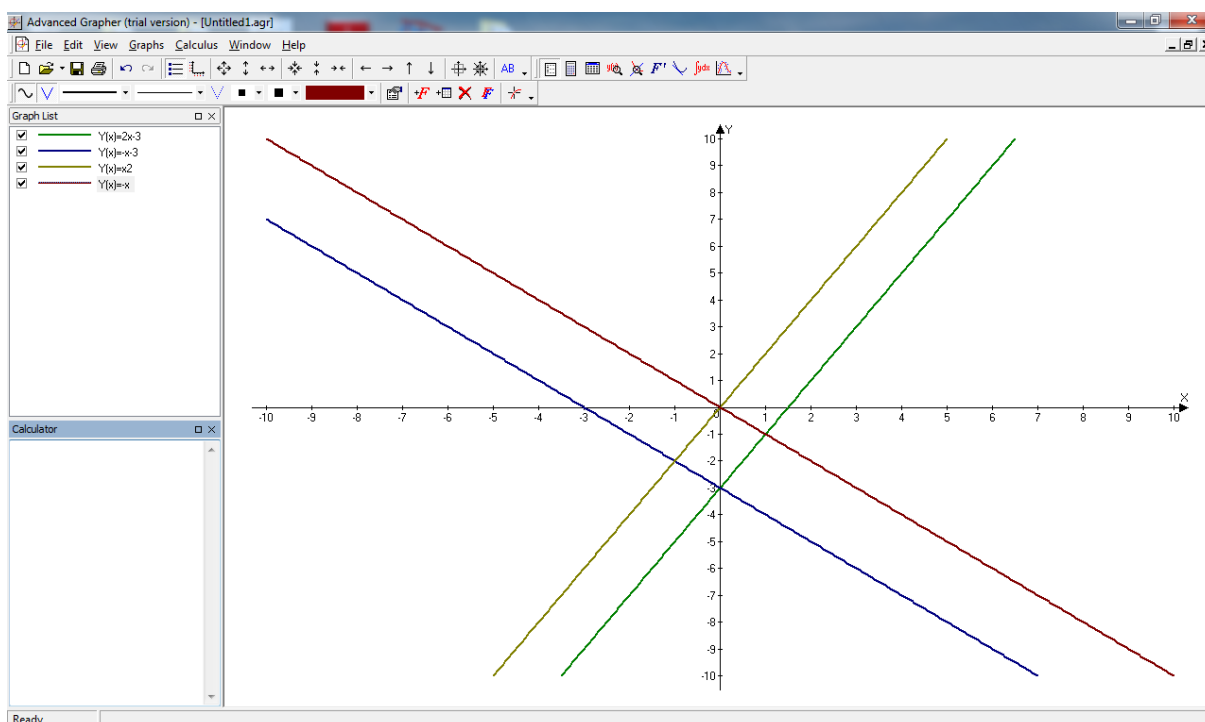 Advanced Grapher (trial version) - [Untitled1.agr]
File Edit View Graphs Calculus Window Help
AB y(x) F' ∫ydx
+F F
Graph List
Y(x)=2x-3
Y(x)=-x-3
Y(x)=x2
Y(x)=-x
Calculator
Y
10
9
8
7
6
5
4
3
2
1
X
-10 -9 -8 -7 -6 -5 -4 -3 -2 -1 0 1 2 3 4 5 6 7 8 9 10
-1
-2
-3
-4
-5
-6
-7
-8
-9
-10
Ready